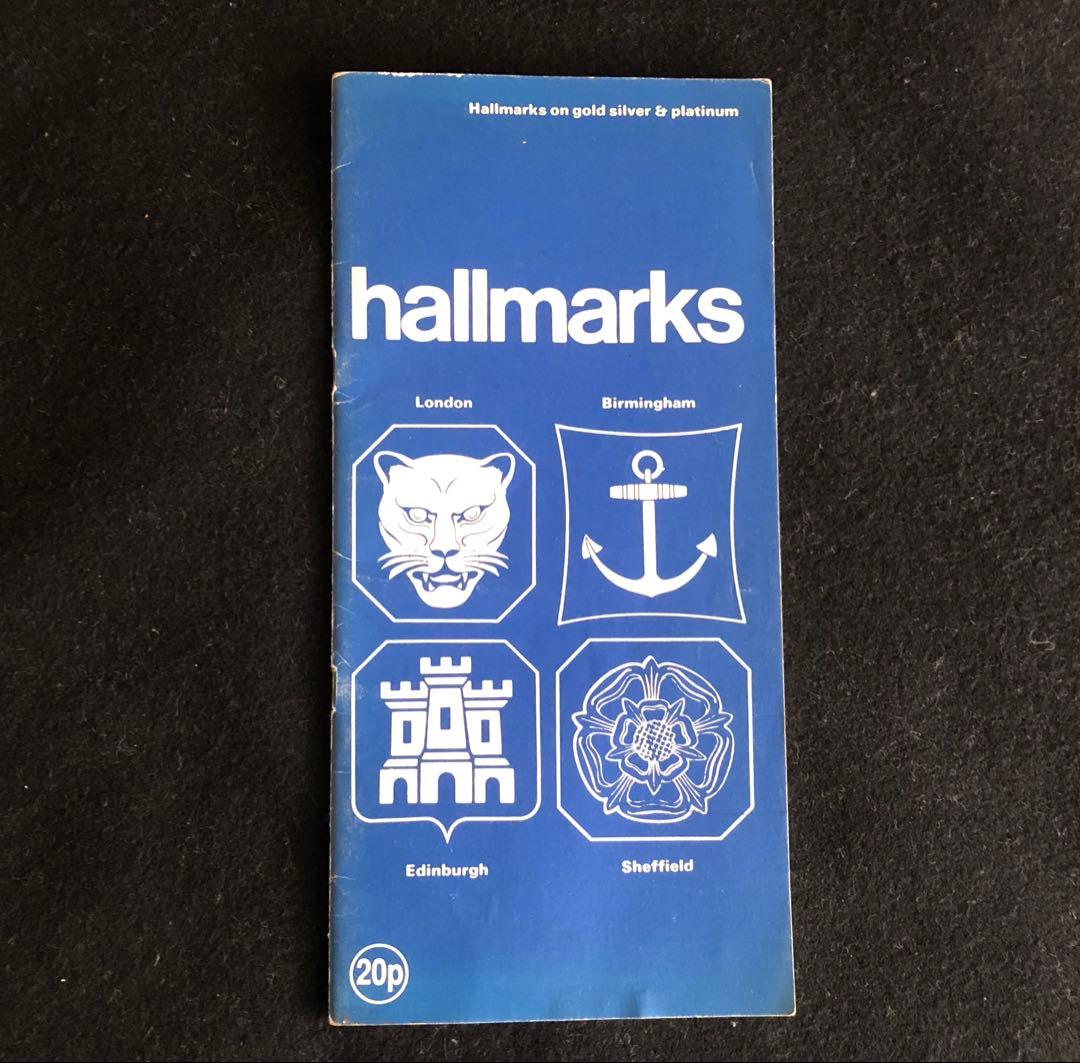 Hallmarks on gold silver & platinum
hallmarks
London
Birmingham
Edinburgh
Sheffield
20p